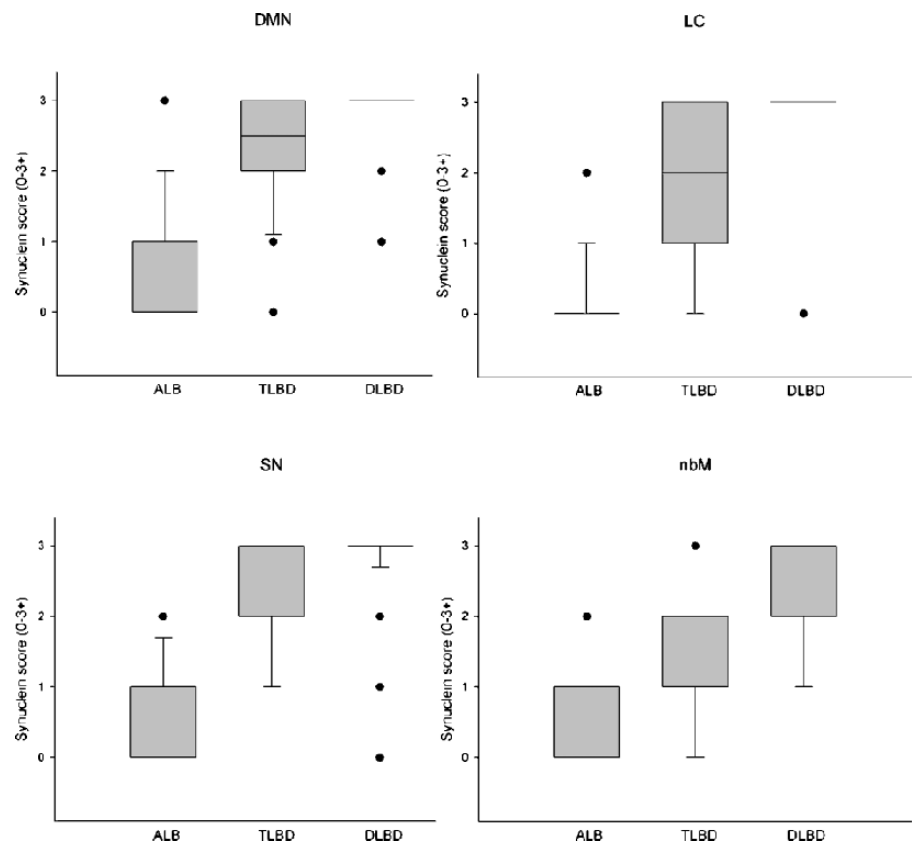 DMN
Synuclein score (0-3+)
3
2
1
0
ALB TLBD DLBD
LC
Synuclein score (0-3+)
3
2
1
0
ALB TLBD DLBD
SN
Synuclein score (0-3+)
3
2
1
0
ALB TLBD DLBD
nbM
Synuclein score (0-3+)
3
2
1
0
ALB TLBD DLBD